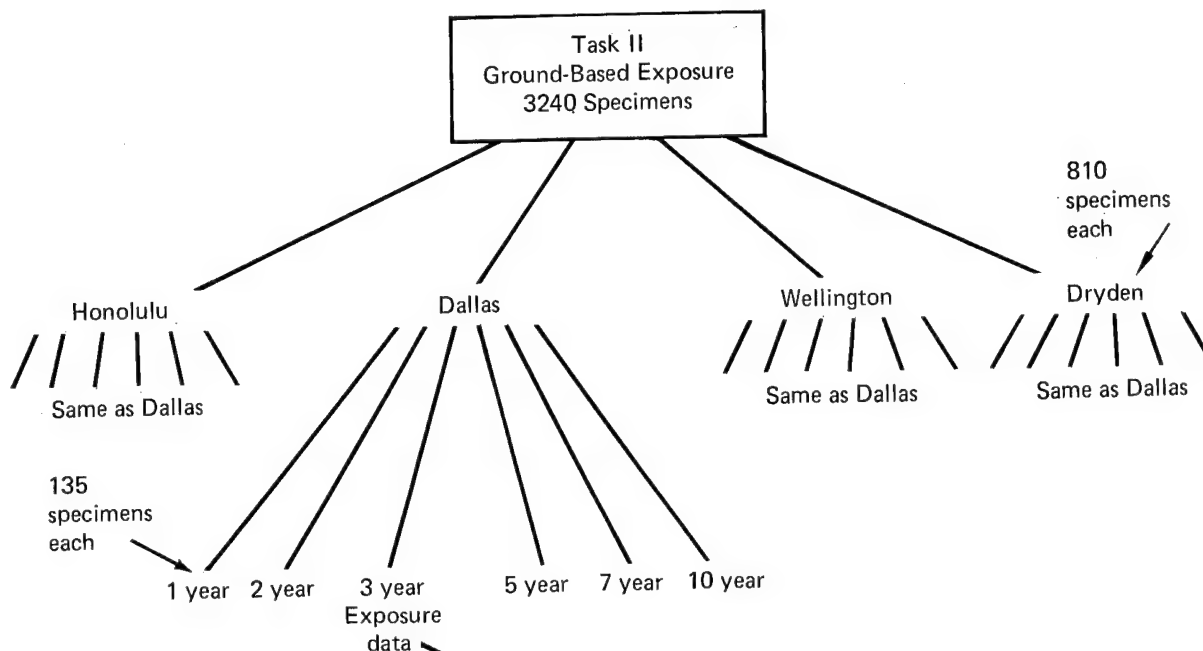 Task II
Ground-Based Exposure
3240 Specimens
810
specimens
each
Honolulu
Dallas
Wellington
Dryden
Same as Dallas
Same as Dallas
Same as Dallas
135
specimens
each
1 year
2 year
3 year
5 year
7 year
10 year
Exposure
data